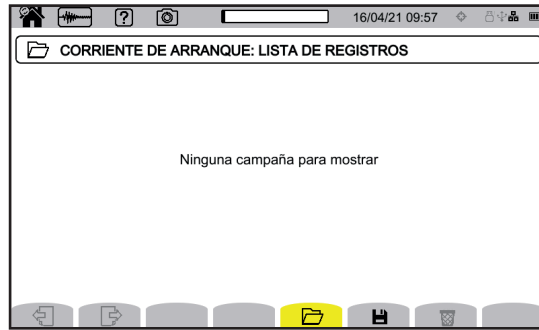 ? 16/04/21 09:57
CORRIENTE DE ARRANQUE: LISTA DE REGISTROS
Ninguna campaña para mostrar